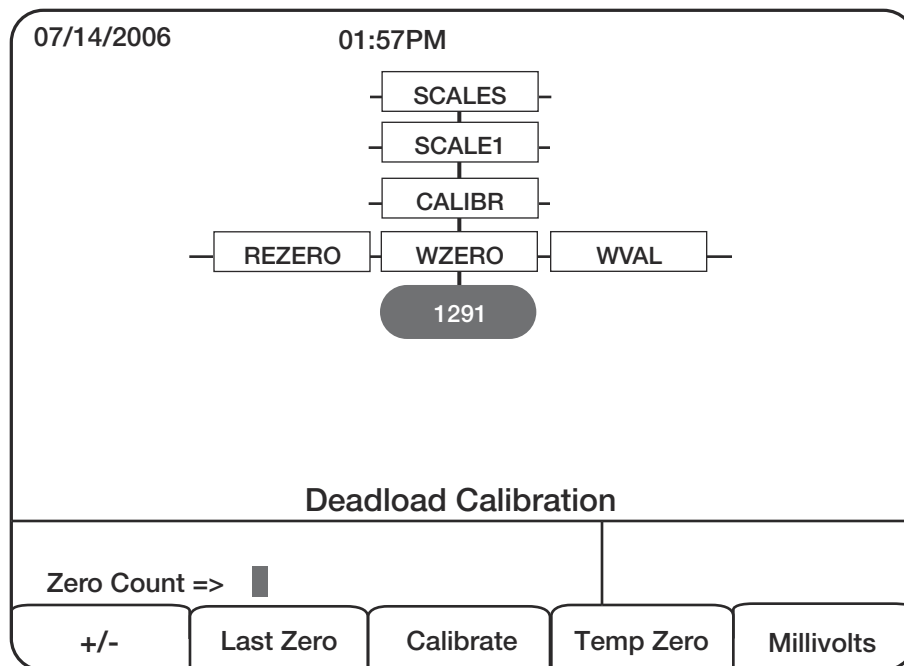 07/14/2006 01:57PM
SCALES
SCALE1
CALIBR
REZERO WZERO WVAL
1291
Deadload Calibration
Zero Count =>
+/- Last Zero Calibrate Temp Zero Millivolts